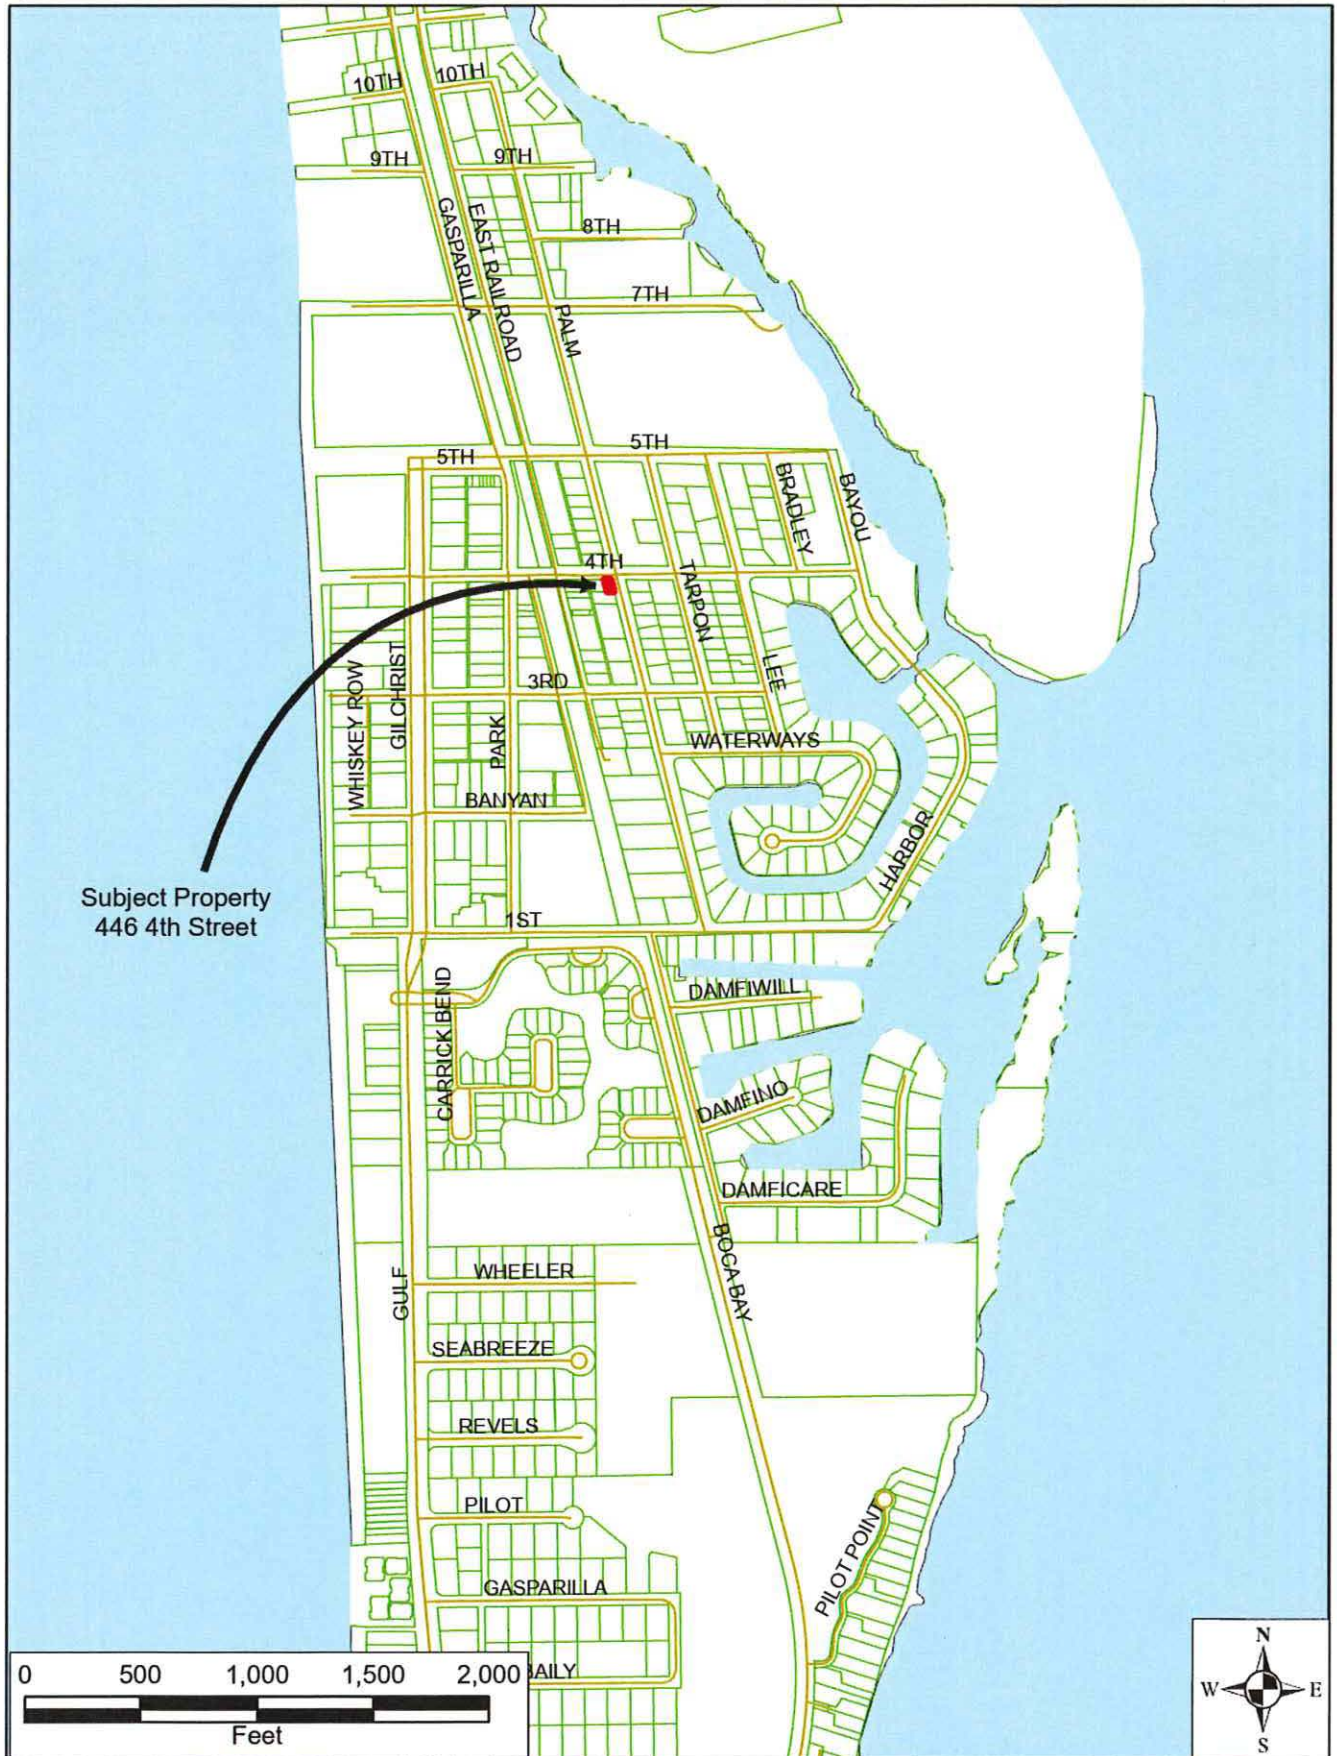 10TH
10TH
9TH
9TH
GASPARILLA
EAST RAILROAD
8TH
7TH
PALM
5TH
5TH
BRADLEY
BAYOU
4TH
TARPON
LEE
3RD
WHISKEY ROW
GILCHRIST
PARK
WATERWAYS
BANYAN
HARBOR
Subject Property
446 4th Street
1ST
CARRICK BEND
DAMFIWILL
DAMFINO
DAMFICARE
BOCA BAY
GULF
WHEELER
SEABREEZE
REVELS
PILOT
PILOT POINT
GASPARILLA
BAILY
0 500 1,000 1,500 2,000
Feet
N
W E
S